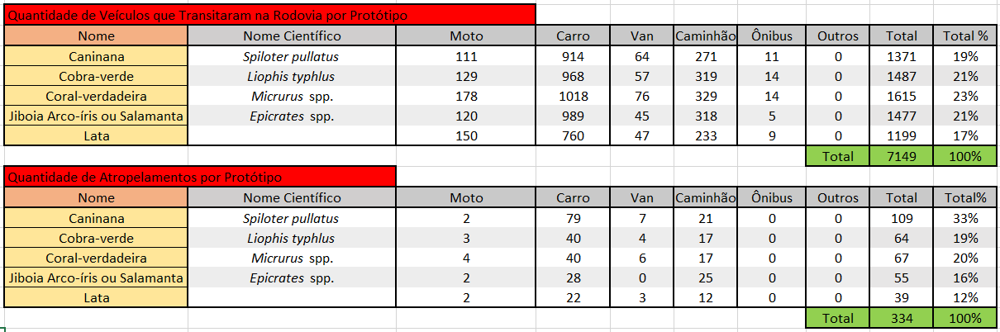 Quantidade de Veículos que Transitaram na Rodovia por Protótipo
Nome Nome Científico Moto Carro Van Caminhão Ônibus Outros Total Total %
Caninana Spiloter pullatus 111 914 64 271 11 0 1371 19%
Cobra-verde Liophis typhlus 129 968 57 319 14 0 1487 21%
Coral-verdadeira Micrurus spp. 178 1018 76 329 14 0 1615 23%
Jiboia Arco-íris ou Salamanta Epicrates spp. 120 989 45 318 5 0 1477 21%
Lata 150 760 47 233 9 0 1199 17%
Total 7149 100%
Quantidade de Atropelamentos por Protótipo
Nome Nome Científico Moto Carro Van Caminhão Ônibus Outros Total Total%
Caninana Spiloter pullatus 2 79 7 21 0 0 109 33%
Cobra-verde Liophis typhlus 3 40 4 17 0 0 64 19%
Coral-verdadeira Micrurus spp. 4 40 6 17 0 0 67 20%
Jiboia Arco-íris ou Salamanta Epicrates spp. 2 28 0 25 0 0 55 16%
Lata 2 22 3 12 0 0 39 12%
Total 334 100%